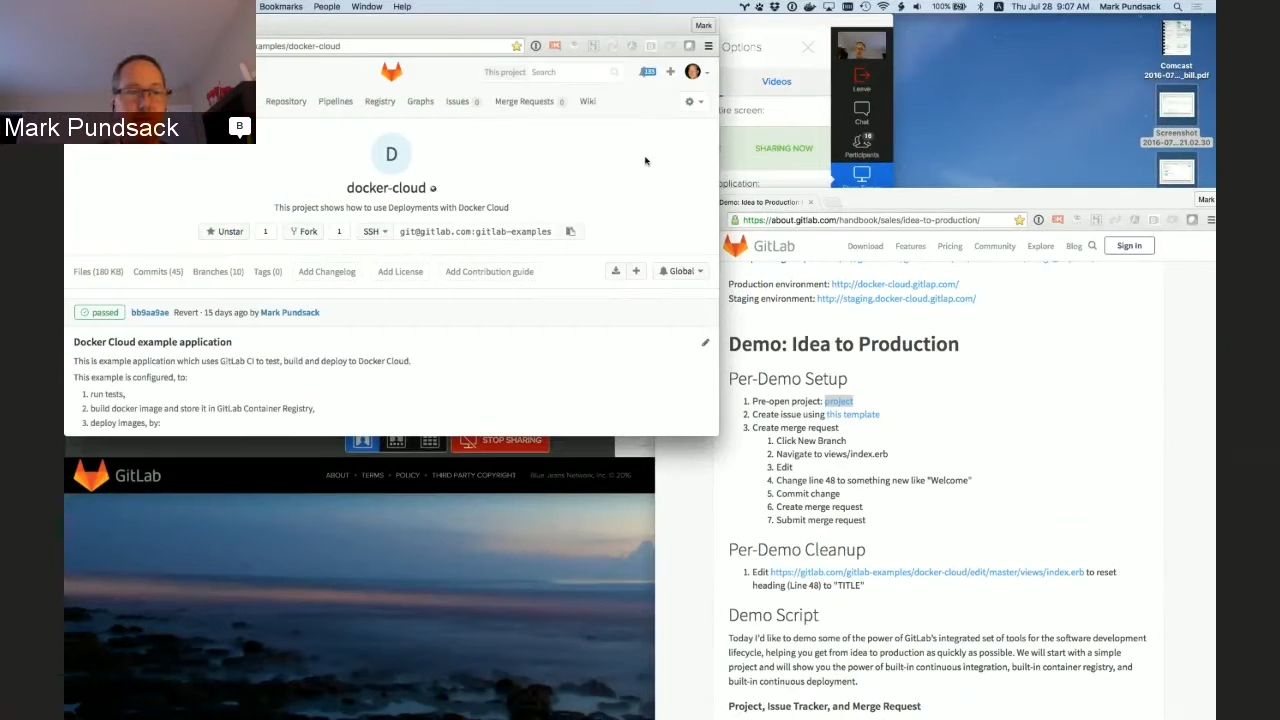 Bookmarks People Window Help
100% Thu Jul 28 9:07 AM Mark Pundsack
Mark Pundsack
B
Mark
examples/docker-cloud
This project Search
133
Repository Pipelines Registry Graphs Issues 0 Merge Requests 0 Wiki
D
docker-cloud
This project shows how to use Deployments with Docker Cloud
Unstar 1 Fork 1 SSH git@gitlab.com:gitlab-examples
Files (180 KB) Commits (45) Branches (10) Tags (0) Add Changelog Add License Add Contribution guide Global
passed bb9aa9ae Revert · 15 days ago by Mark Pundsack
Docker Cloud example application
This is example application which uses GitLab CI to test, build and deploy to Docker Cloud.
This example is configured, to:
1. run tests,
2. build docker image and store it in GitLab Container Registry,
3. deploy images, by:
STOP SHARING
GitLab
ABOUT - TERMS - POLICY - THIRD PARTY COPYRIGHT Blue Jeans Network, Inc. © 2016
Options
Videos
SHARING NOW
Leave
Chat
16
Participants
Comcast
2016-07..._bill.pdf
Screenshot
2016-07...21.02.30
Demo: Idea to Production
Mark
https://about.gitlab.com/handbook/sales/idea-to-production/
GitLab Download Features Pricing Community Explore Blog Sign In
Production environment: http://docker-cloud.gitlap.com/
Staging environment: http://staging.docker-cloud.gitlap.com/
Demo: Idea to Production
Per-Demo Setup
1. Pre-open project: project
2. Create issue using this template
3. Create merge request
1. Click New Branch
2. Navigate to views/index.erb
3. Edit
4. Change line 48 to something new like "Welcome"
5. Commit change
6. Create merge request
7. Submit merge request
Per-Demo Cleanup
1. Edit https://gitlab.com/gitlab-examples/docker-cloud/edit/master/views/index.erb to reset
heading (Line 48) to "TITLE"
Demo Script
Today I'd like to demo some of the power of GitLab's integrated set of tools for the software development
lifecycle, helping you get from idea to production as quickly as possible. We will start with a simple
project and will show you the power of built-in continuous integration, built-in container registry, and
built-in continuous deployment.
Project, Issue Tracker, and Merge Request